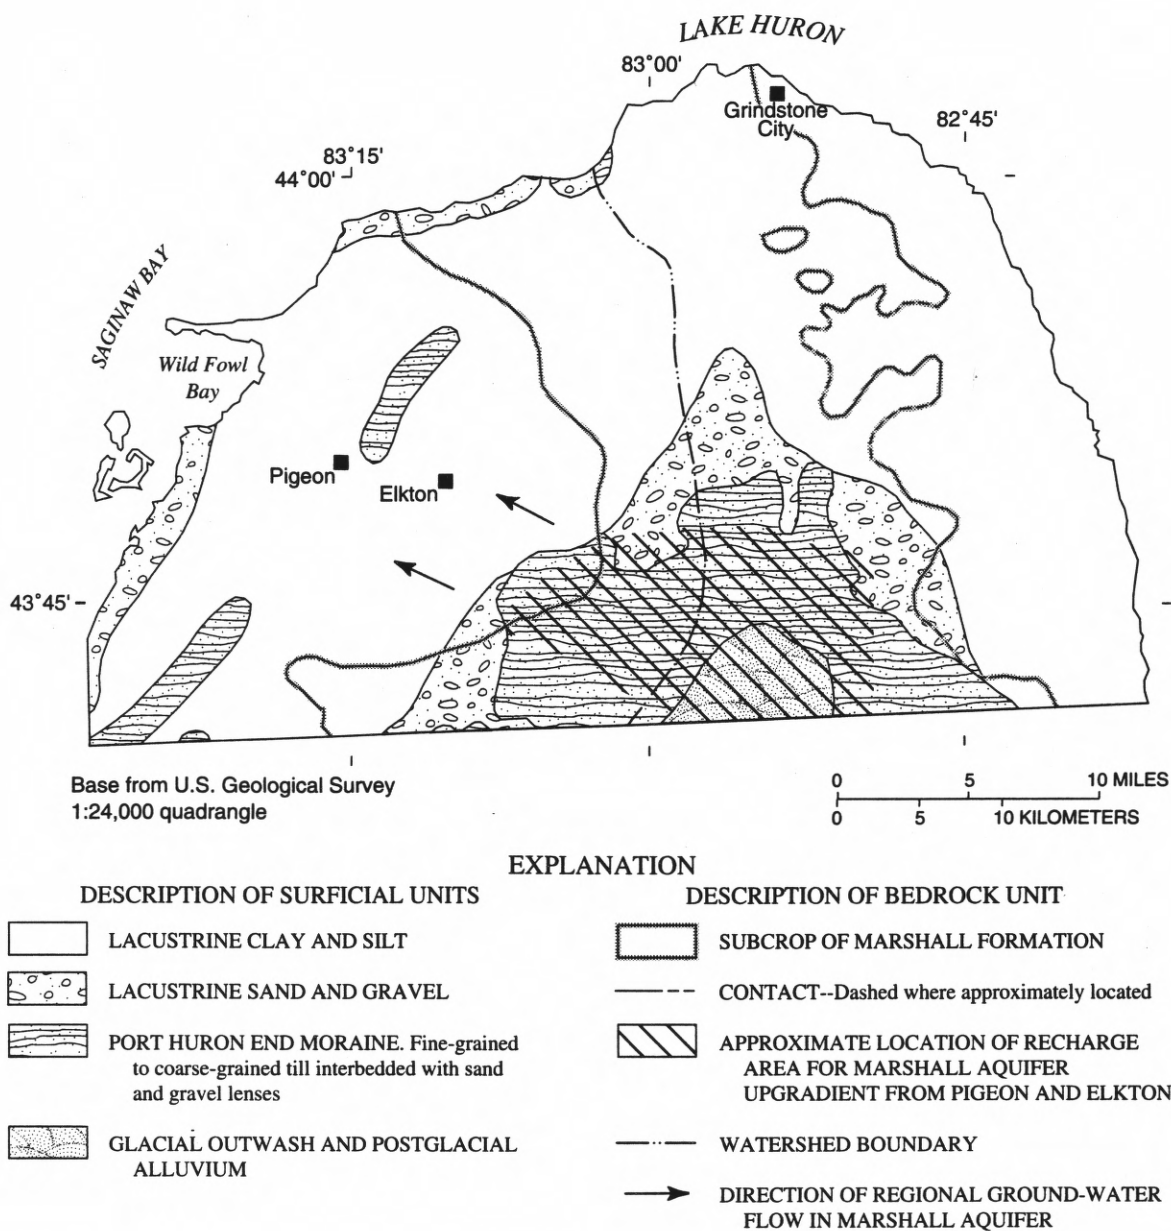 LAKE HURON
83°00'
Grindstone
City
82°45'
83°15'
44°00'
SAGINAW BAY
Wild Fowl
Bay
Pigeon
Elkton
43°45'
Base from U.S. Geological Survey
1:24,000 quadrangle
0 5 10 MILES
0 5 10 KILOMETERS
EXPLANATION
DESCRIPTION OF SURFICIAL UNITS
LACUSTRINE CLAY AND SILT
LACUSTRINE SAND AND GRAVEL
PORT HURON END MORAINE. Fine-grained
to coarse-grained till interbedded with sand
and gravel lenses
GLACIAL OUTWASH AND POSTGLACIAL
ALLUVIUM
DESCRIPTION OF BEDROCK UNIT
SUBCROP OF MARSHALL FORMATION
CONTACT--Dashed where approximately located
APPROXIMATE LOCATION OF RECHARGE
AREA FOR MARSHALL AQUIFER
UPGRADIENT FROM PIGEON AND ELKTON
WATERSHED BOUNDARY
DIRECTION OF REGIONAL GROUND-WATER
FLOW IN MARSHALL AQUIFER